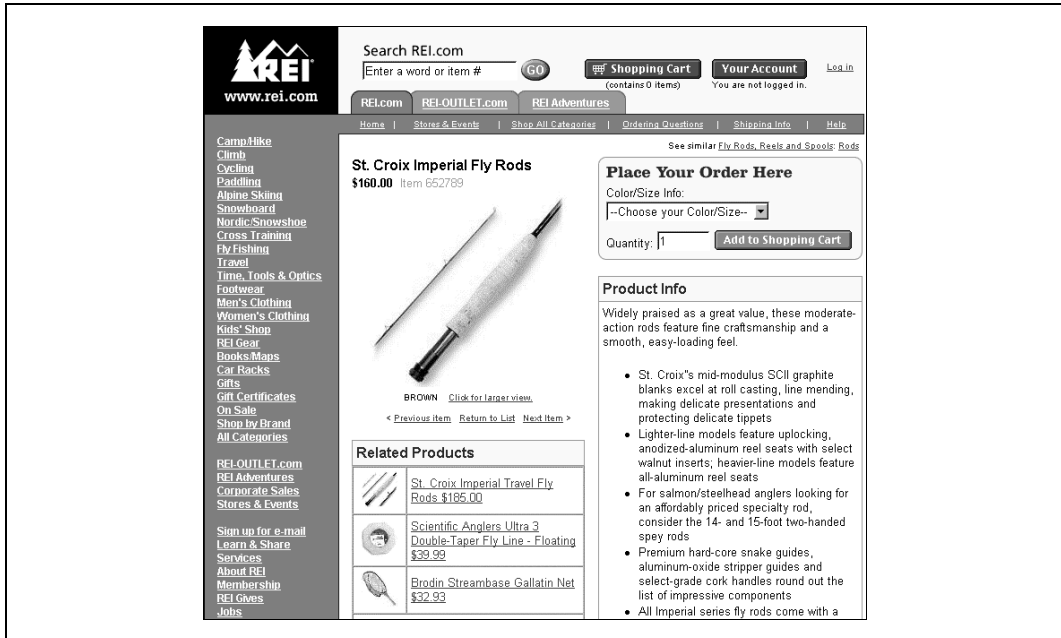 REI
www.rei.com
Search REI.com
Enter a word or item #
GO
Shopping Cart
(contains 0 items)
Your Account
You are not logged in.
Log in
REI.com
REI-OUTLET.com
REI Adventures
Home | Stores & Events | Shop All Categories | Ordering Questions | Shipping Info | Help
Camp/Hike
Climb
Cycling
Paddling
Alpine Skiing
Snowboard
Nordic/Snowshoe
Cross Training
Fly Fishing
Travel
Time, Tools & Optics
Footwear
Men's Clothing
Women's Clothing
Kids' Shop
REI Gear
Books/Maps
Car Racks
Gifts
Gift Certificates
On Sale
Shop by Brand
All Categories
REI-OUTLET.com
REI Adventures
Corporate Sales
Stores & Events
Sign up for e-mail
Learn & Share
Services
About REI
Membership
REI Gives
Jobs
See similar Fly Rods, Reels and Spools: Rods
St. Croix Imperial Fly Rods
$160.00 Item 652789
BROWN Click for larger view.
< Previous item Return to List Next Item >
Related Products
St. Croix Imperial Travel Fly
Rods $185.00
Scientific Anglers Ultra 3
Double-Taper Fly Line - Floating
$39.99
Brodin Streambase Gallatin Net
$32.93
Place Your Order Here
Color/Size Info:
--Choose your Color/Size--
Quantity: 1
Add to Shopping Cart
Product Info
Widely praised as a great value, these moderate-
action rods feature fine craftsmanship and a
smooth, easy-loading feel.
• St. Croix"s mid-modulus SCII graphite
blanks excel at roll casting, line mending,
making delicate presentations and
protecting delicate tippets
• Lighter-line models feature uplocking,
anodized-aluminum reel seats with select
walnut inserts; heavier-line models feature
all-aluminum reel seats
• For salmon/steelhead anglers looking for
an affordably priced specialty rod,
consider the 14- and 15-foot two-handed
spey rods
• Premium hard-core snake guides,
aluminum-oxide stripper guides and
select-grade cork handles round out the
list of impressive components
• All Imperial series fly rods come with a